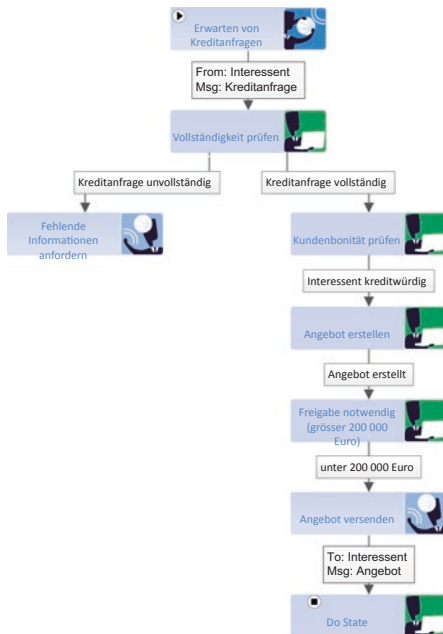 Erwarten von
Kreditanfragen
From: Interessent
Msg: Kreditanfrage
Vollständigkeit prüfen
Kreditanfrage unvollständig
Kreditanfrage vollständig
Fehlende
Informationen
anfordern
Kundenbonität prüfen
Interessent kreditwürdig
Angebot erstellen
Angebot erstellt
Freigabe notwendig
(grösser 200 000
Euro)
unter 200 000 Euro
Angebot versenden
To: Interessent
Msg: Angebot
Do State